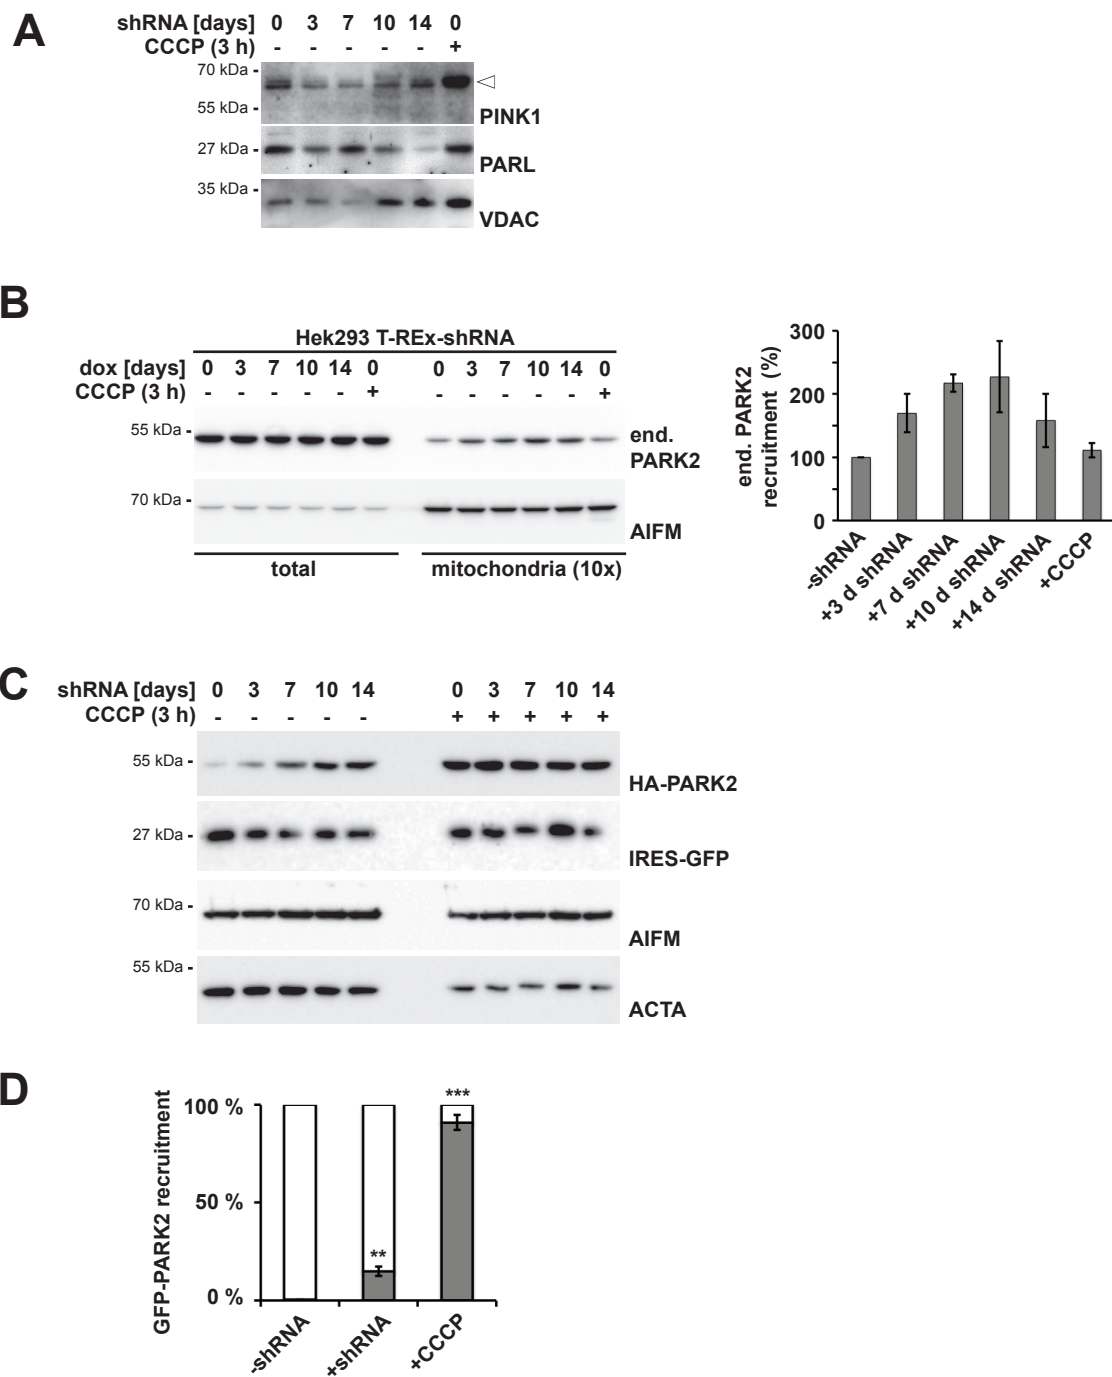 A
shRNA [days] 0 3 7 10 14 0
CCCP (3 h) - - - - - +
70 kDa -
55 kDa -
PINK1
27 kDa -
PARL
35 kDa -
VDAC
B
Hek293 T-REx-shRNA
dox [days] 0 3 7 10 14 0 0 3 7 10 14 0
CCCP (3 h) - - - - - + - - - - - +
55 kDa -
end.
PARK2
70 kDa -
AIFM
total mitochondria (10x)
end. PARK2
recruitment (%)
300
200
100
0
-shRNA
+3 d shRNA
+7 d shRNA
+10 d shRNA
+14 d shRNA
+CCCP
C
shRNA [days] 0 3 7 10 14 0 3 7 10 14
CCCP (3 h) - - - - - + + + + +
55 kDa -
HA-PARK2
27 kDa -
IRES-GFP
70 kDa -
AIFM
55 kDa -
ACTA
D
GFP-PARK2 recruitment
100 %
50 %
0 %
**
***
-shRNA
+shRNA
+CCCP